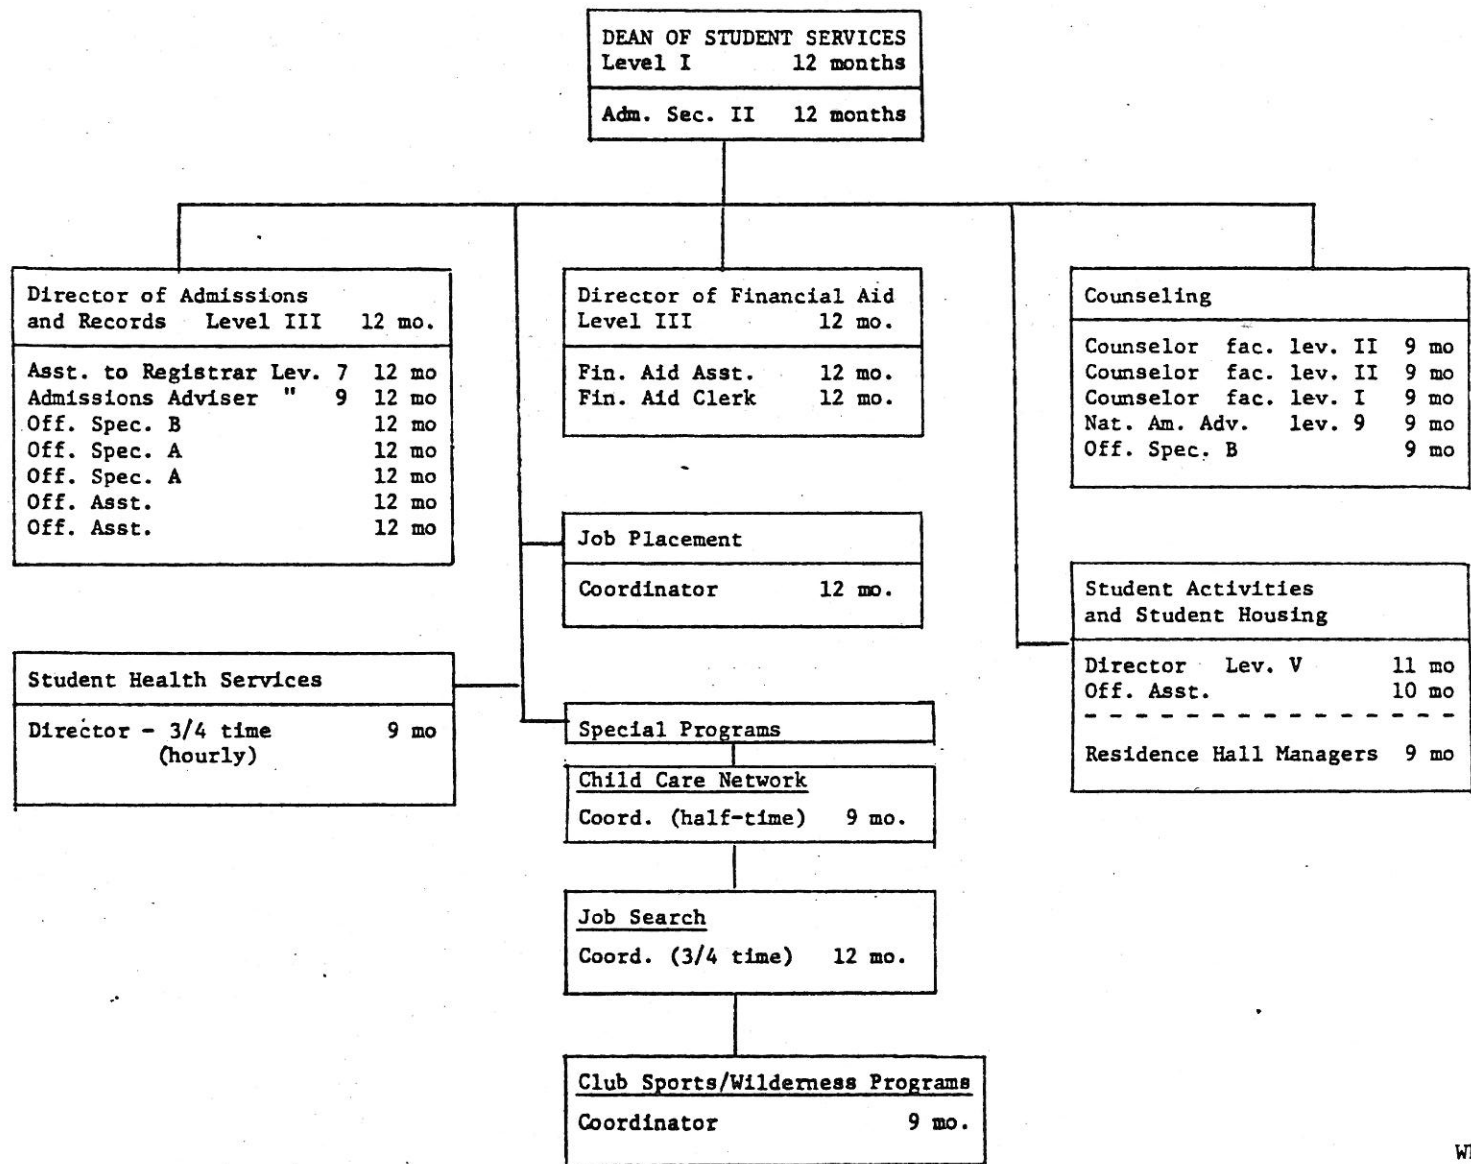 DEAN OF STUDENT SERVICES
Level I 12 months
Adm. Sec. II 12 months
Director of Admissions
and Records Level III 12 mo.
Asst. to Registrar Lev. 7 12 mo
Admissions Adviser " 9 12 mo
Off. Spec. B 12 mo
Off. Spec. A 12 mo
Off. Spec. A 12 mo
Off. Asst. 12 mo
Off. Asst. 12 mo
Director of Financial Aid
Level III 12 mo.
Fin. Aid Asst. 12 mo.
Fin. Aid Clerk 12 mo.
Counseling
Counselor fac. lev. II 9 mo
Counselor fac. lev. II 9 mo
Counselor fac. lev. I 9 mo
Nat. Am. Adv. lev. 9 9 mo
Off. Spec. B 9 mo
Job Placement
Coordinator 12 mo.
Student Activities
and Student Housing
Director Lev. V 11 mo
Off. Asst. 10 mo
Residence Hall Managers 9 mo
Student Health Services
Director - 3/4 time 9 mo
(hourly)
Special Programs
Child Care Network
Coord. (half-time) 9 mo.
Job Search
Coord. (3/4 time) 12 mo.
Club Sports/Wilderness Programs
Coordinator 9 mo.